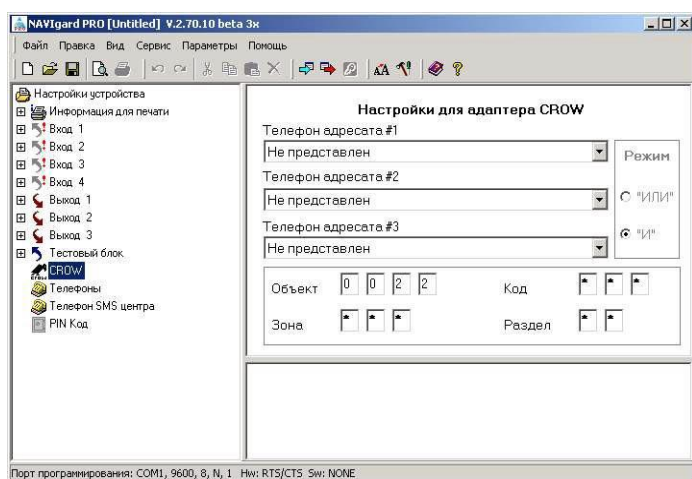 NAVIgard PRO [Untitled] V.2.70.10 beta 3x
Файл Правка Вид Сервис Параметры Помощь
Настройки устройства
Информация для печати
Вход 1
Вход 2
Вход 3
Вход 4
Выход 1
Выход 2
Выход 3
Тестовый блок
CROW
Телефоны
Телефон SMS центра
PIN Код
Настройки для адаптера CROW
Телефон адресата #1
Не представлен
Телефон адресата #2
Не представлен
Телефон адресата #3
Не представлен
Режим
"ИЛИ"
"И"
Объект 0 0 2 2 Код * * *
Зона * * * Раздел * *
Порт программирования: COM1, 9600, 8, N, 1 Hw: RTS/CTS Sw: NONE